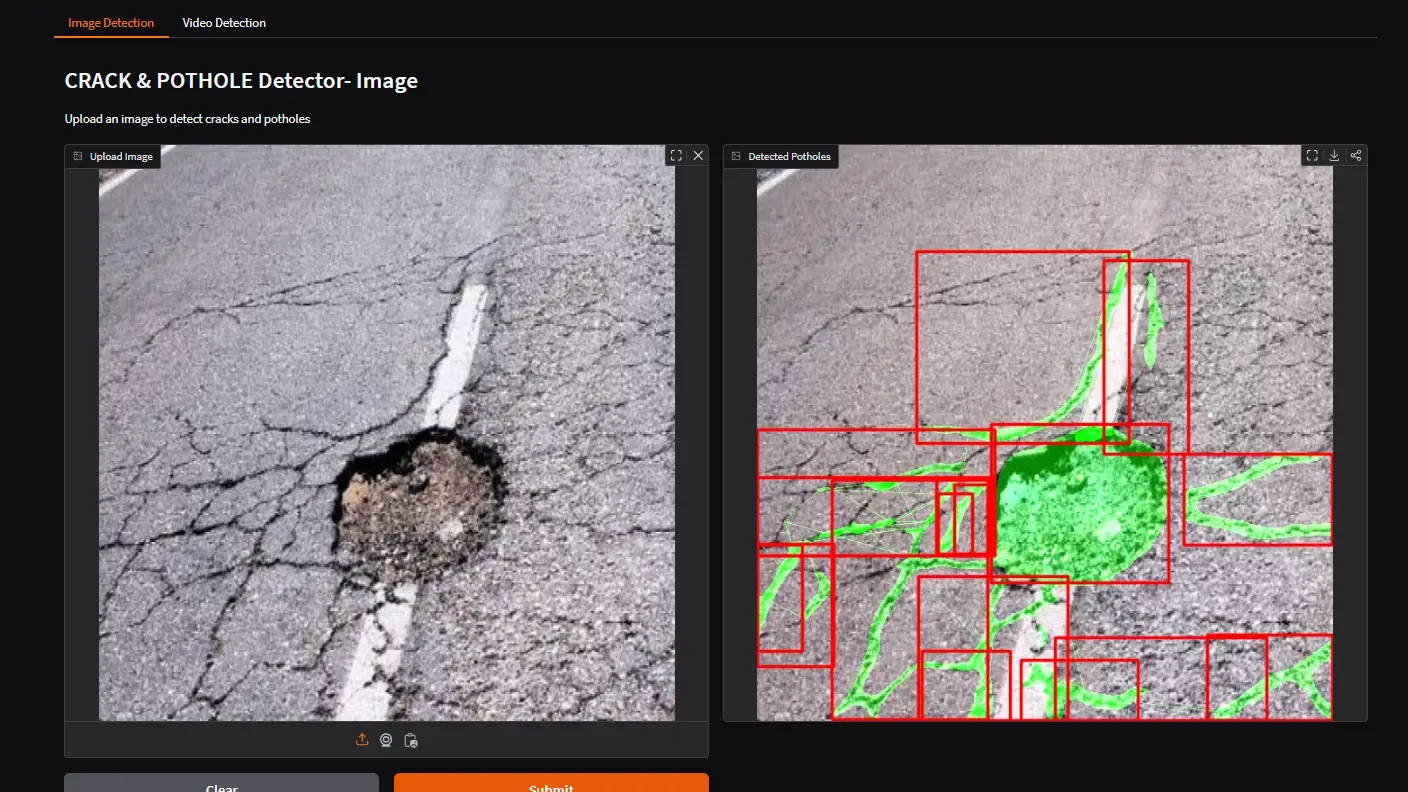 Image Detection
Video Detection
CRACK & POTHOLE Detector- Image
Upload an image to detect cracks and potholes
Upload Image
Detected Potholes
Clear
Submit